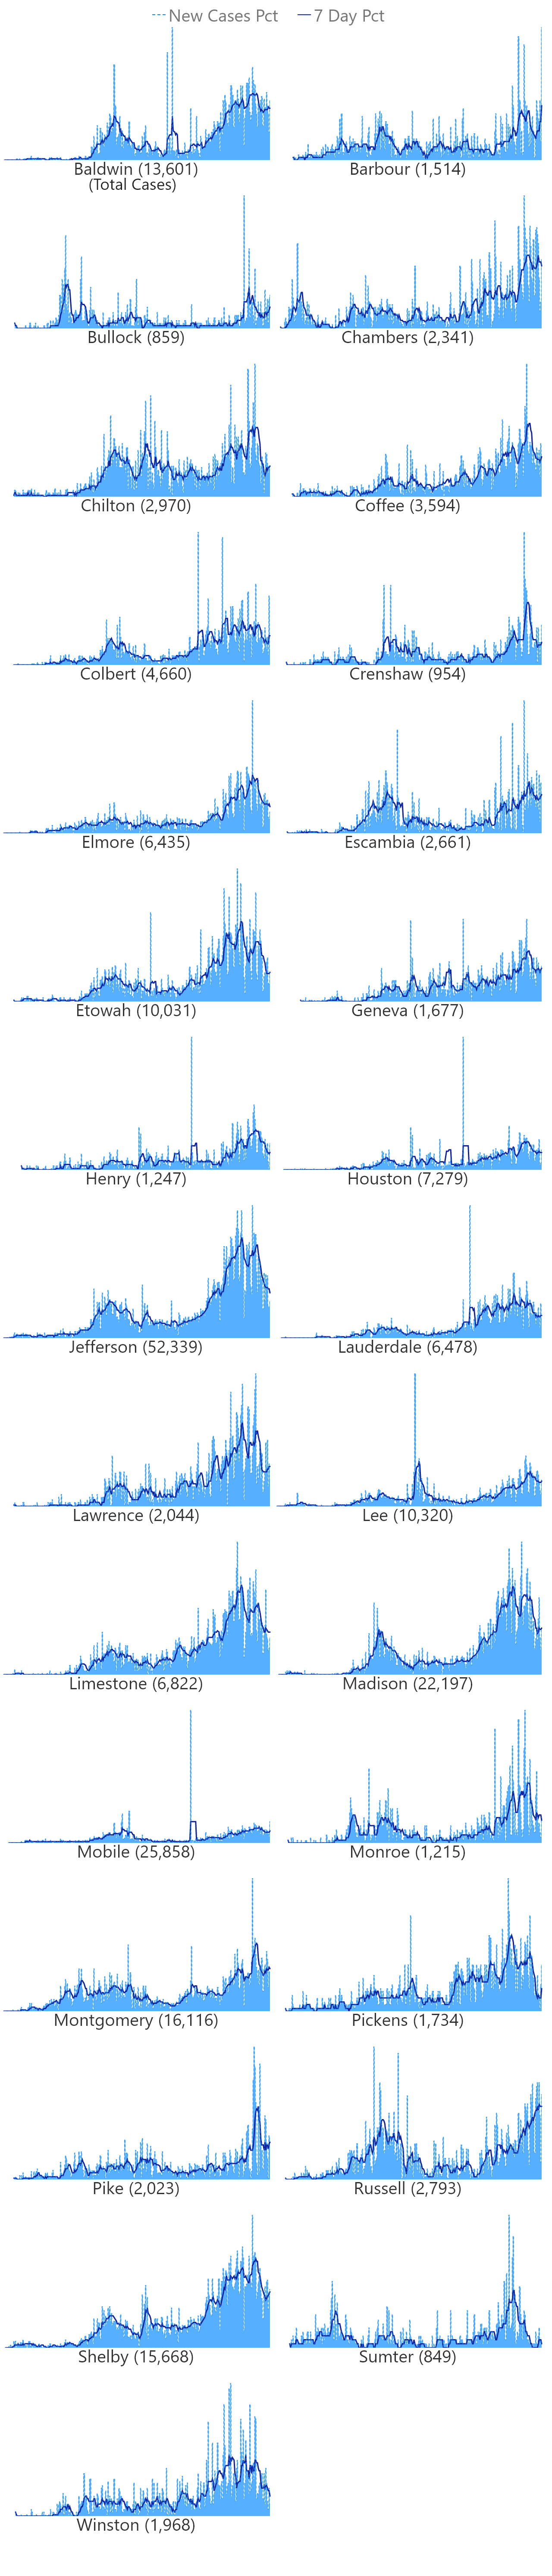 New Cases Pct 7 Day Pct
Baldwin (13,601)
(Total Cases)
Barbour (1,514)
Bullock (859)
Chambers (2,341)
Chilton (2,970)
Coffee (3,594)
Colbert (4,660)
Crenshaw (954)
Elmore (6,435)
Escambia (2,661)
Etowah (10,031)
Geneva (1,677)
Henry (1,247)
Houston (7,279)
Jefferson (52,339)
Lauderdale (6,478)
Lawrence (2,044)
Lee (10,320)
Limestone (6,822)
Madison (22,197)
Mobile (25,858)
Monroe (1,215)
Montgomery (16,116)
Pickens (1,734)
Pike (2,023)
Russell (2,793)
Shelby (15,668)
Sumter (849)
Winston (1,968)